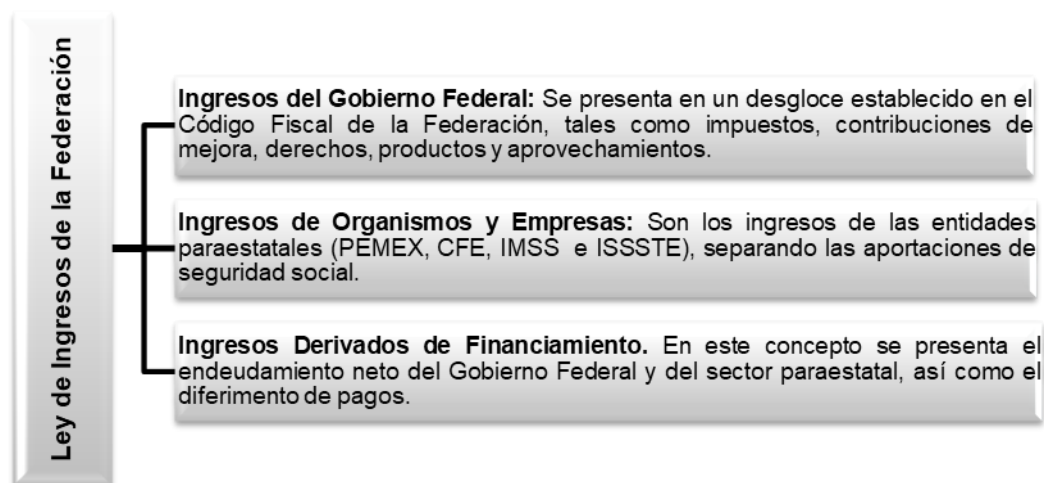 Ley de Ingresos de la Federación
Ingresos del Gobierno Federal: Se presenta en un desgloce establecido en el
Código Fiscal de la Federación, tales como impuestos, contribuciones de
mejora, derechos, productos y aprovechamientos.
Ingresos de Organismos y Empresas: Son los ingresos de las entidades
paraestatales (PEMEX, CFE, IMSS e ISSSTE), separando las aportaciones de
seguridad social.
Ingresos Derivados de Financiamiento. En este concepto se presenta el
endeudamiento neto del Gobierno Federal y del sector paraestatal, así como el
diferimento de pagos.